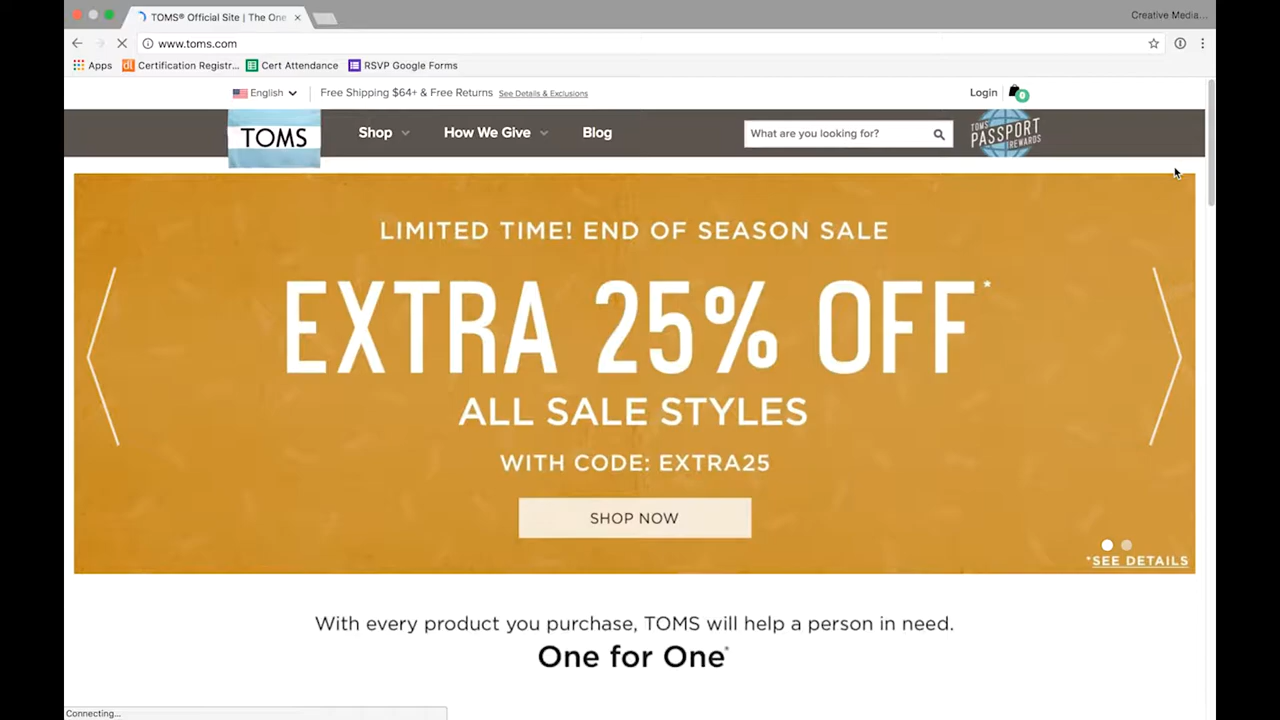 TOMS® Official Site | The One
Creative Media...
www.toms.com
Apps
Certification Registr...
Cert Attendance
RSVP Google Forms
English
Free Shipping $64+ & Free Returns See Details & Exclusions
Login
0
TOMS
Shop
How We Give
Blog
What are you looking for?
TOMS
PASSPORT
REWARDS
LIMITED TIME! END OF SEASON SALE
EXTRA 25% OFF*
ALL SALE STYLES
WITH CODE: EXTRA25
SHOP NOW
*SEE DETAILS
With every product you purchase, TOMS will help a person in need.
One for One®
Connecting...